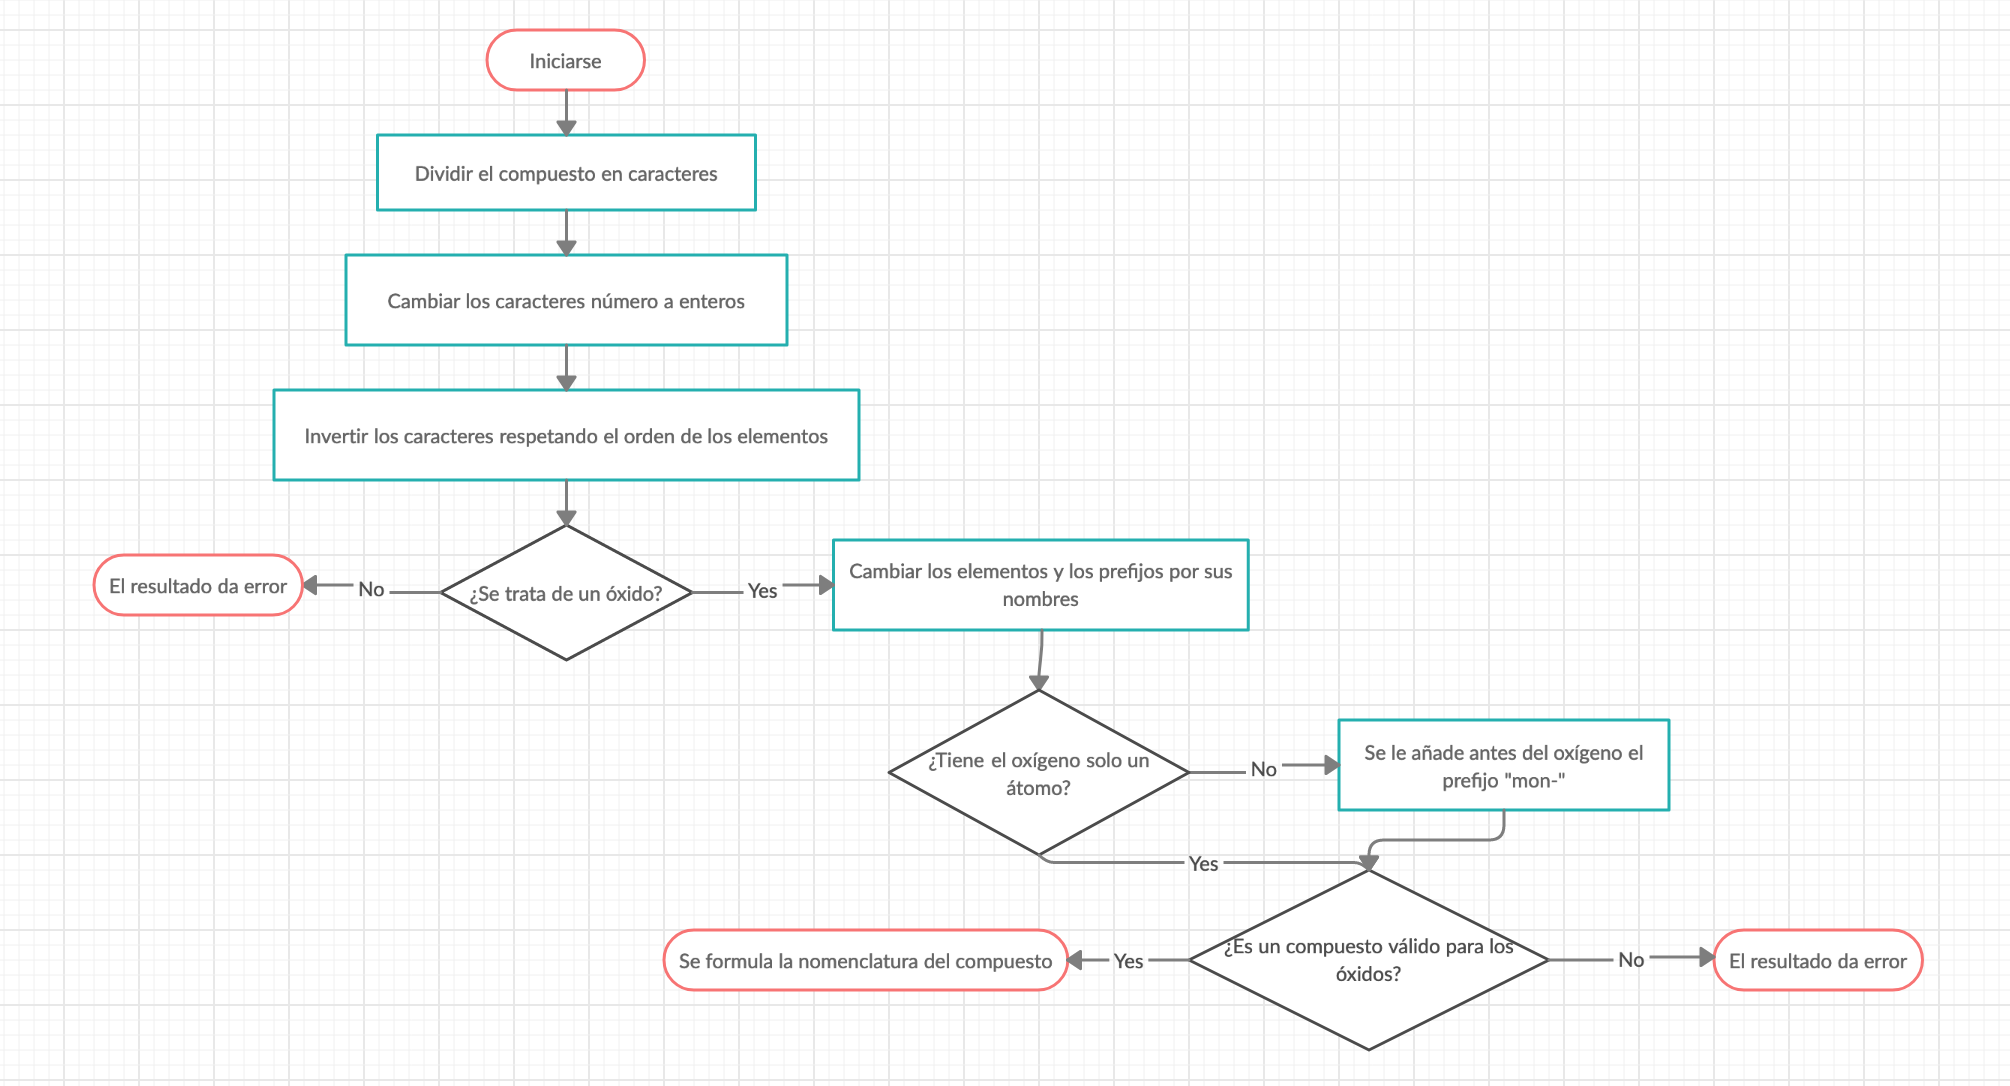 Iniciarse
Dividir el compuesto en caracteres
Cambiar los caracteres número a enteros
Invertir los caracteres respetando el orden de los elementos
¿Se trata de un óxido?
No
El resultado da error
Yes
Cambiar los elementos y los prefijos por sus
nombres
¿Tiene el oxígeno solo un
átomo?
No
Se le añade antes del oxígeno el
prefijo "mon-"
Yes
¿Es un compuesto válido para los
óxidos?
Yes
Se formula la nomenclatura del compuesto
No
El resultado da error